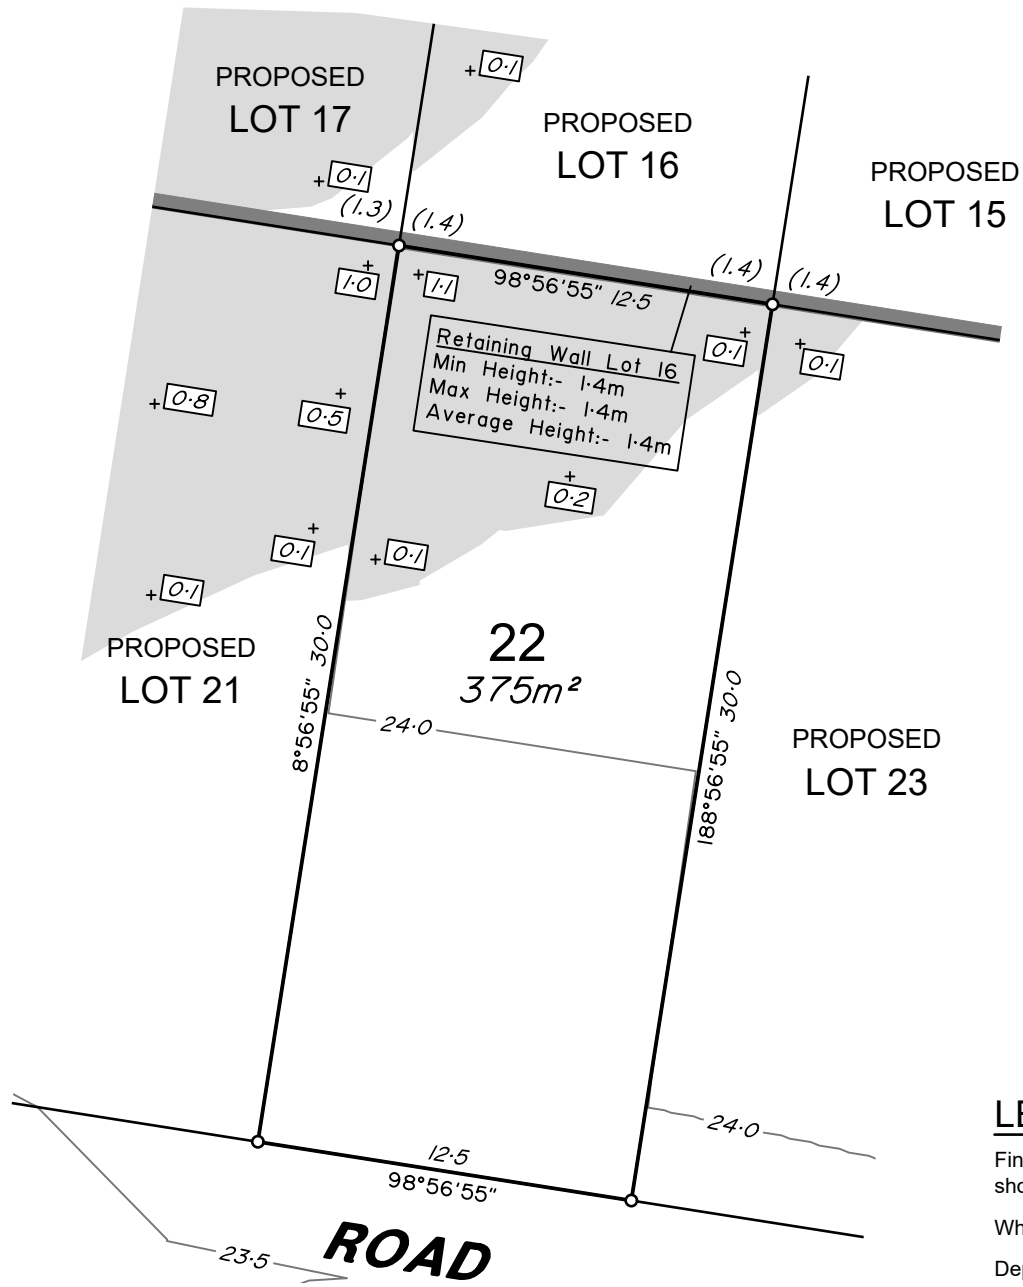 0·1
PROPOSED
LOT 17
PROPOSED
LOT 16
PROPOSED
LOT 15
0·1
(1.3)
(1.4)
(1.4)
(1.4)
1·0
1·1
98°56'55" 12·5
Retaining Wall Lot 16
Min Height:- 1·4m
Max Height:- 1·4m
Average Height:- 1·4m
0·1
0·1
0·8
0·5
0·2
0·1
0·1
0·1
PROPOSED
LOT 21
8°56'55" 30·0
22
375m²
24·0
188°56'55" 30·0
PROPOSED
LOT 23
24·0
12·5
98°56'55"
ROAD
23·5